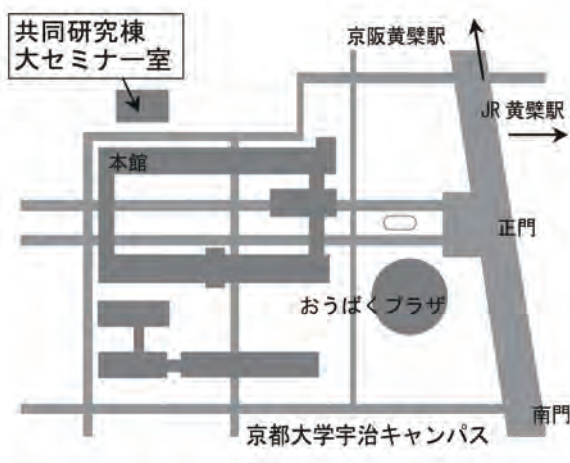 共同研究棟
大セミナー室
京阪黄檗駅
JR 黄檗駅
本館
正門
おうばくプラザ
南門
京都大学宇治キャンパス